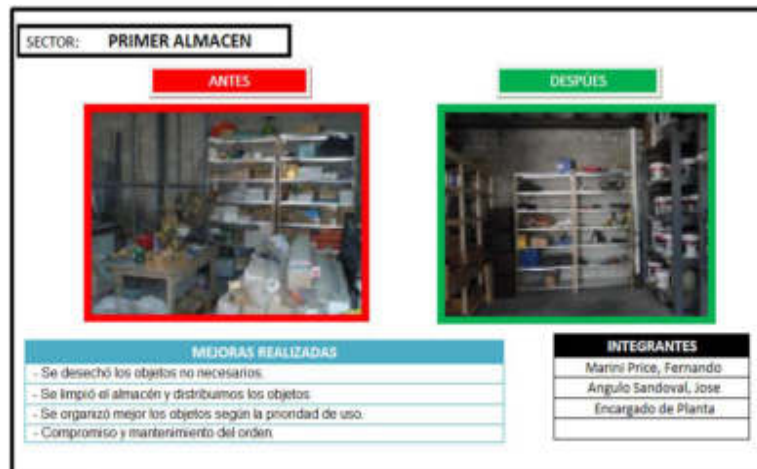 SECTOR: PRIMER ALMACEN
ANTES
DESPÚES
MEJORAS REALIZADAS
- Se desechó los objetos no necesarios.
- Se limpió el almacén y distribuimos los objetos
- Se organizó mejor los objetos según la prioridad de uso.
- Compromiso y mantenimiento del orden.
INTEGRANTES
Marini Price, Fernando
Angulo Sandoval, Jose
Encargado de Planta